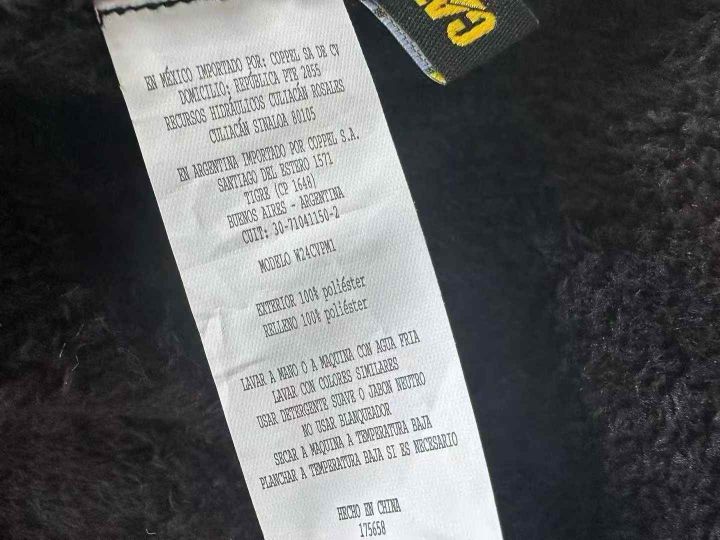 EN MÉXICO IMPORTADO POR: COPPEL SA DE CV
DOMICILIO: REPÚBLICA PTE 2855
RECURSOS HIDRÁULICOS CULIACÁN ROSALES
CULIACÁN SINALOA 80105
EN ARGENTINA IMPORTADO POR COPPEL S.A.
SANTIAGO DEL ESTERO 1571
TIGRE (CP 1648)
BUENOS AIRES - ARGENTINA
CUIT: 30-71041150-2
MODELO W24CVPM1
EXTERIOR 100% poliéster
RELLENO 100% poliéster
LAVAR A MANO O A MAQUINA CON AGUA FRIA
LAVAR CON COLORES SIMILARES
USAR DETERGENTE SUAVE O JABON NEUTRO
NO USAR BLANQUEADOR
SECAR A MAQUINA A TEMPERATURA BAJA
PLANCHAR A TEMPERATURA BAJA SI ES NECESARIO
HECHO EN CHINA
175658